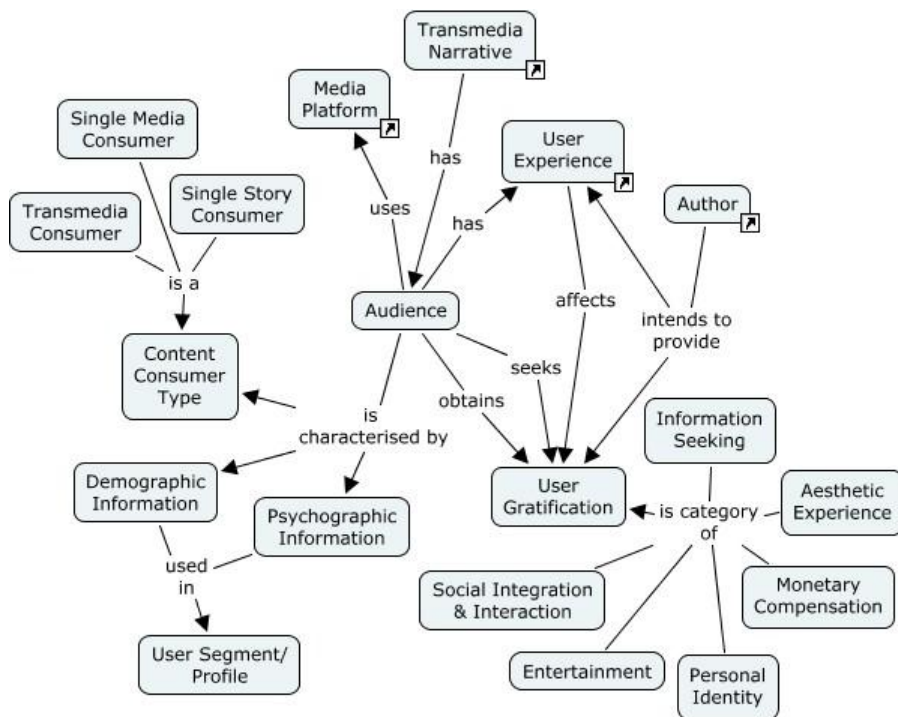 Transmedia
Narrative
Media
Platform
Single Media
Consumer
User
Experience
has
Single Story
Consumer
Transmedia
Consumer
Author
uses
has
is a
Audience
affects
intends to
provide
Content
Consumer
Type
seeks
obtains
is
characterised by
Information
Seeking
Demographic
Information
User
Gratification
Aesthetic
Experience
is category
of
Psychographic
Information
used
in
Social Integration
& Interaction
Monetary
Compensation
User Segment/
Profile
Entertainment
Personal
Identity